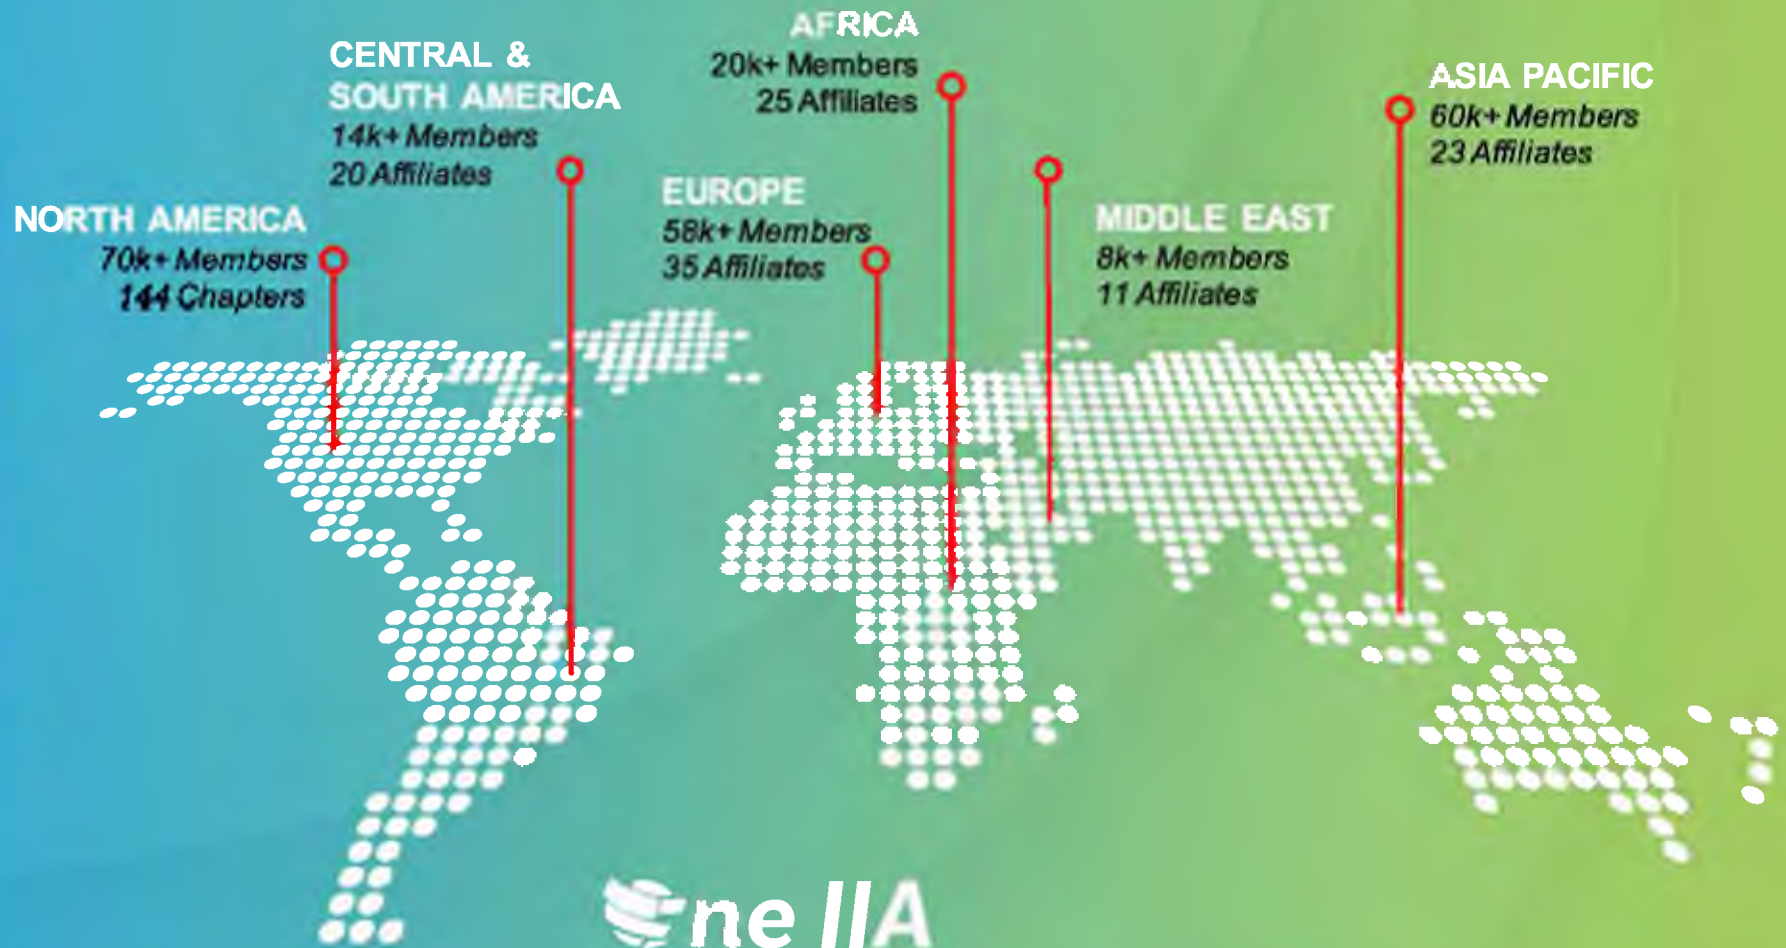 NORTH AMERICA
70k+ Members
144 Chapters
CENTRAL &
SOUTH AMERICA
14k+ Members
20 Affiliates
EUROPE
58k+ Members
35 Affiliates
AFRICA
20k+ Members
25 Affiliates
MIDDLE EAST
8k+ Members
11 Affiliates
ASIA PACIFIC
60k+ Members
23 Affiliates
One IIA